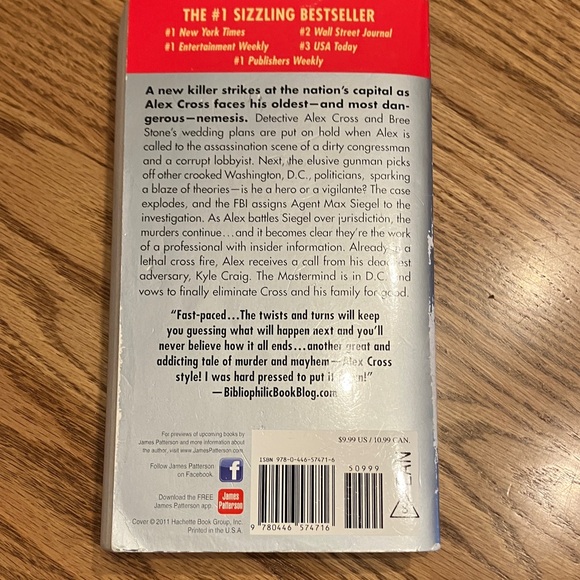 THE #1 SIZZLING BESTSELLER
#1 New York Times #2 Wall Street Journal
#1 Entertainment Weekly #3 USA Today
#1 Publishers Weekly
A new killer strikes at the nation's capital as
Alex Cross faces his oldest—and most dan-
gerous—nemesis. Detective Alex Cross and Bree
Stone's wedding plans are put on hold when Alex is
called to the assassination scene of a dirty congressman
and a corrupt lobbyist. Next, the elusive gunman picks
off other crooked Washington, D.C., politicians, sparking
a blaze of theories—is he a hero or a vigilante? The case
explodes, and the FBI assigns Agent Max Siegel to the
investigation. As Alex battles Siegel over jurisdiction, the
murders continue...and it becomes clear they're the work
of a professional with insider information. Already in a
lethal cross fire, Alex receives a call from his deadliest
adversary, Kyle Craig. The Mastermind is in D.C. and
vows to finally eliminate Cross and his family for good.
"Fast-paced...The twists and turns will keep
you guessing what will happen next and you'll
never believe how it all ends...another great and
addicting tale of murder and mayhem—Alex Cross
style! I was hard pressed to put it down!"
—BibliophilicBookBlog.com
For previews of upcoming books by
James Patterson and more information
about the author, visit www.JamesPatterson.com.
Follow James Patterson
on Facebook.
f
Download the FREE
James Patterson app.
James
Patterson
Cover © 2011 Hachette Book Group, Inc.
Printed in the U.S.A.
$9.99 US / 10.99 CAN.
ISBN 978-0-446-57471-6
50999
9 780446 574716
EAN
S